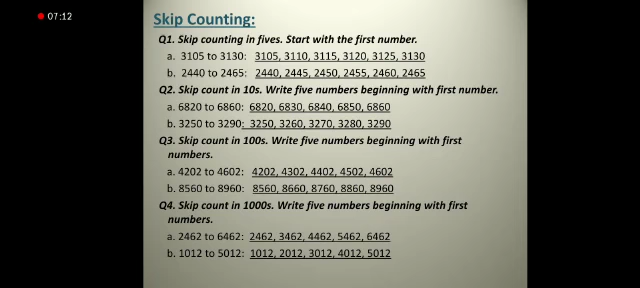 07:12
Skip Counting:
Q1. Skip counting in fives. Start with the first number.
a. 3105 to 3130: 3105, 3110, 3115, 3120, 3125, 3130
b. 2440 to 2465: 2440, 2445, 2450, 2455, 2460, 2465
Q2. Skip count in 10s. Write five numbers beginning with first number.
a. 6820 to 6860: 6820, 6830, 6840, 6850, 6860
b. 3250 to 3290: 3250, 3260, 3270, 3280, 3290
Q3. Skip count in 100s. Write five numbers beginning with first
numbers.
a. 4202 to 4602: 4202, 4302, 4402, 4502, 4602
b. 8560 to 8960: 8560, 8660, 8760, 8860, 8960
Q4. Skip count in 1000s. Write five numbers beginning with first
numbers.
a. 2462 to 6462: 2462, 3462, 4462, 5462, 6462
b. 1012 to 5012: 1012, 2012, 3012, 4012, 5012